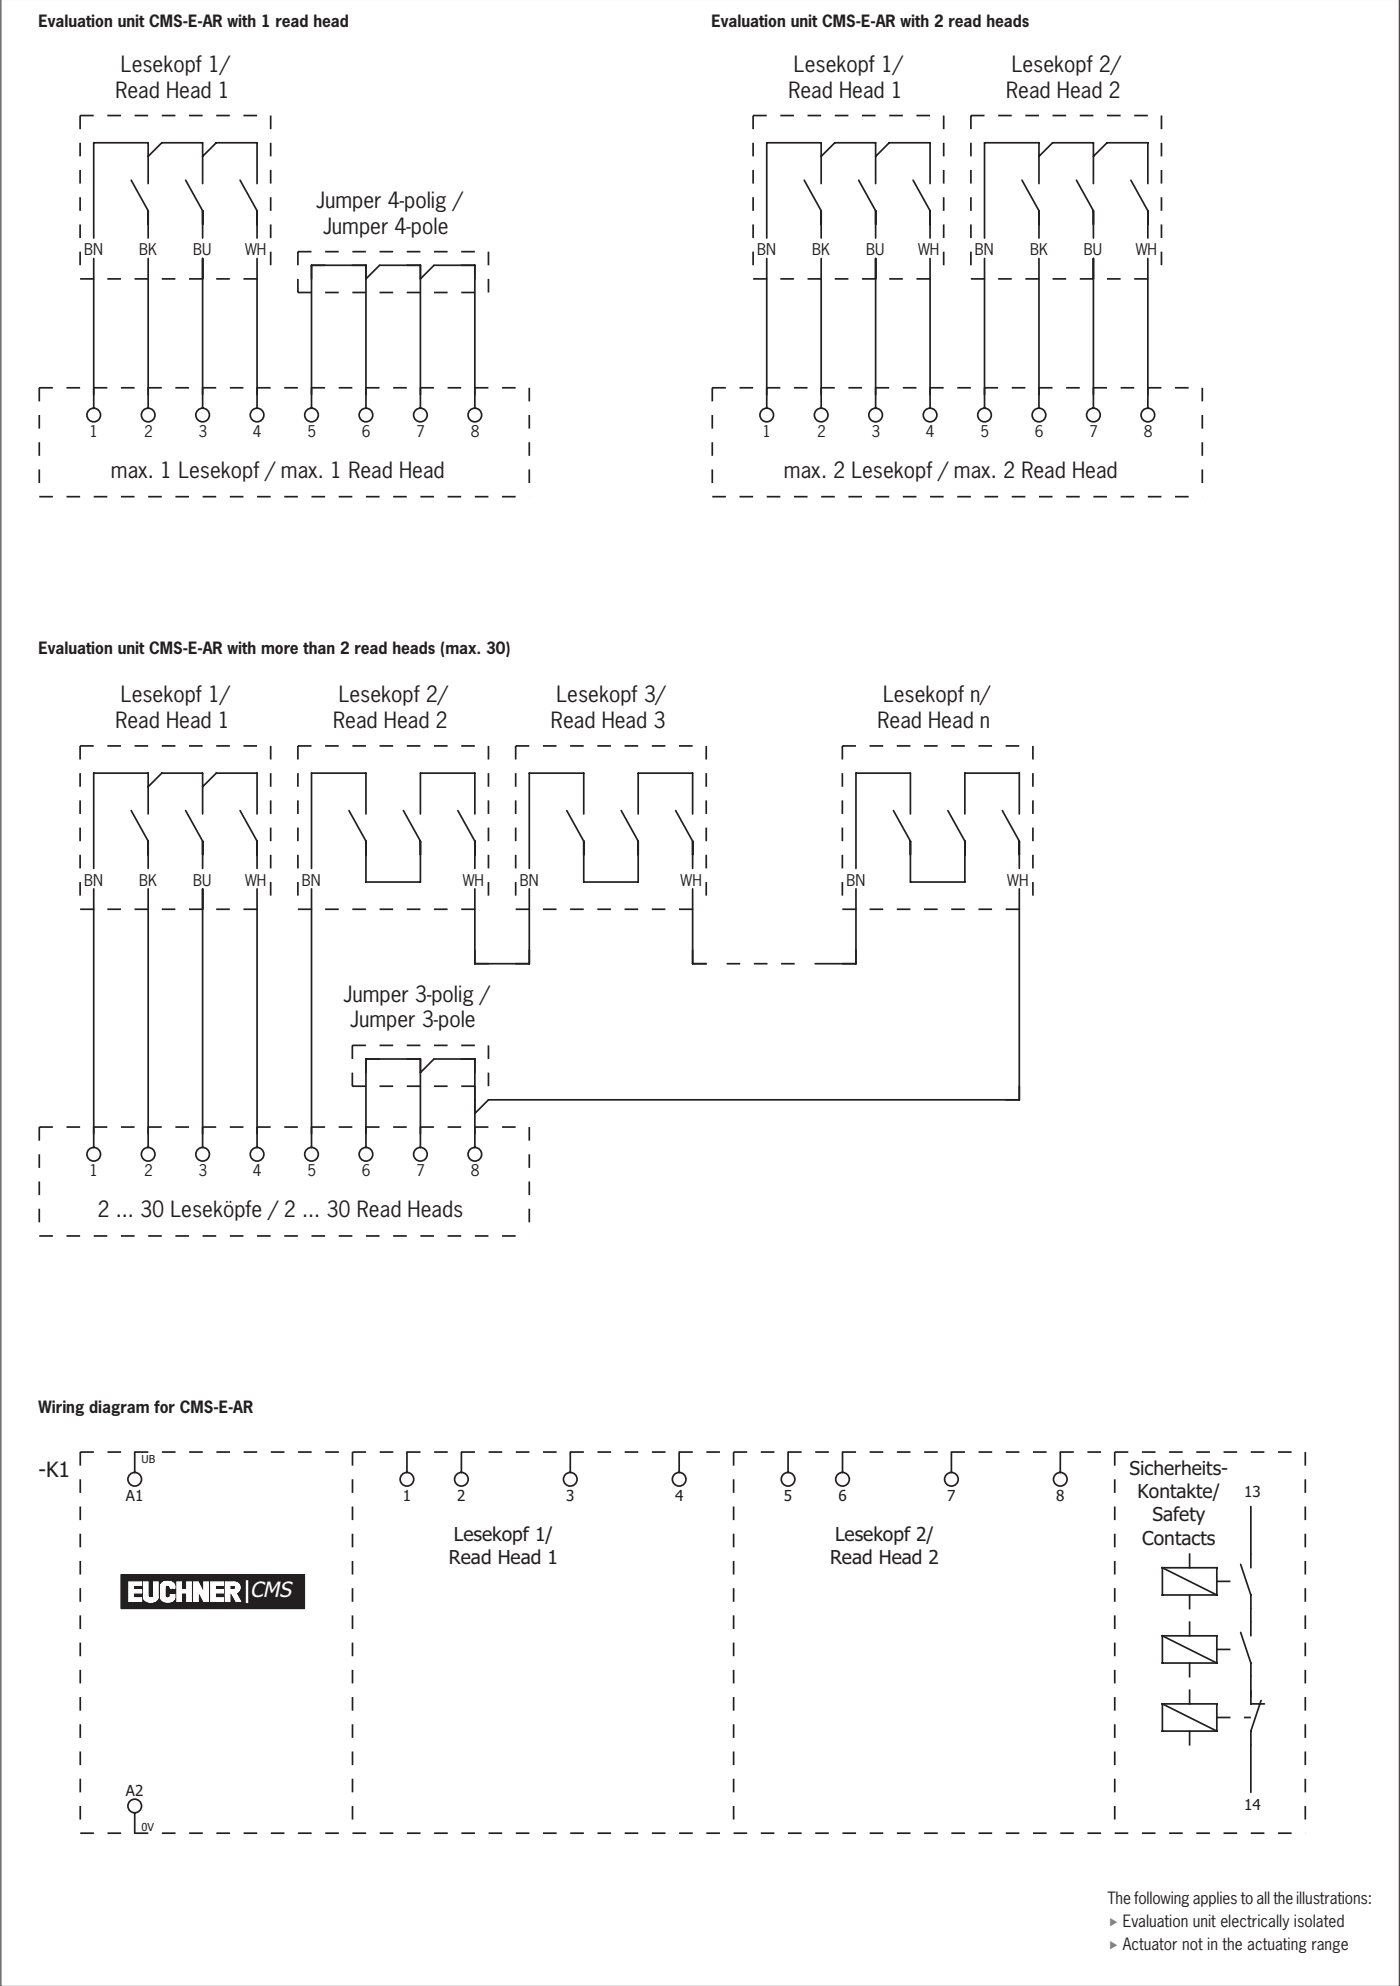 Evaluation unit CMS-E-AR with 1 read head
Lesekopf 1/
Read Head 1
BN BK BU WH
Jumper 4-polig /
Jumper 4-pole
1 2 3 4 5 6 7 8
max. 1 Lesekopf / max. 1 Read Head
Evaluation unit CMS-E-AR with 2 read heads
Lesekopf 1/
Read Head 1
Lesekopf 2/
Read Head 2
BN BK BU WH BN BK BU WH
1 2 3 4 5 6 7 8
max. 2 Lesekopf / max. 2 Read Head
Evaluation unit CMS-E-AR with more than 2 read heads (max. 30)
Lesekopf 1/
Read Head 1
Lesekopf 2/
Read Head 2
Lesekopf 3/
Read Head 3
Lesekopf n/
Read Head n
BN BK BU WH BN WH BN WH BN WH
Jumper 3-polig /
Jumper 3-pole
1 2 3 4 5 6 7 8
2 ... 30 Leseköpfe / 2 ... 30 Read Heads
Wiring diagram for CMS-E-AR
-K1
UB
A1
1 2 3 4
Lesekopf 1/
Read Head 1
5 6 7 8
Lesekopf 2/
Read Head 2
Sicherheits-
Kontakte/
Safety
Contacts
13
EUCHNER CMS
A2
0V
14
The following applies to all the illustrations:
▸ Evaluation unit electrically isolated
▸ Actuator not in the actuating range